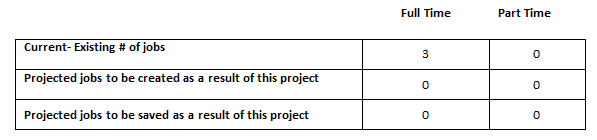 Full Time Part Time
Current- Existing # of jobs 3 0
Projected jobs to be created as a result of this project 0 0
Projected jobs to be saved as a result of this project 0 0